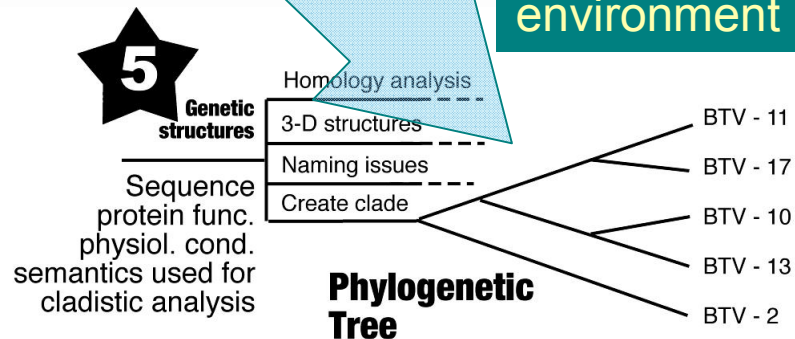 environment
5
Genetic
structures
Homology analysis
3-D structures
Naming issues
Create clade
Sequence
protein func.
physiol. cond.
semantics used for
cladistic analysis
Phylogenetic
Tree
BTV - 11
BTV - 17
BTV - 10
BTV - 13
BTV - 2